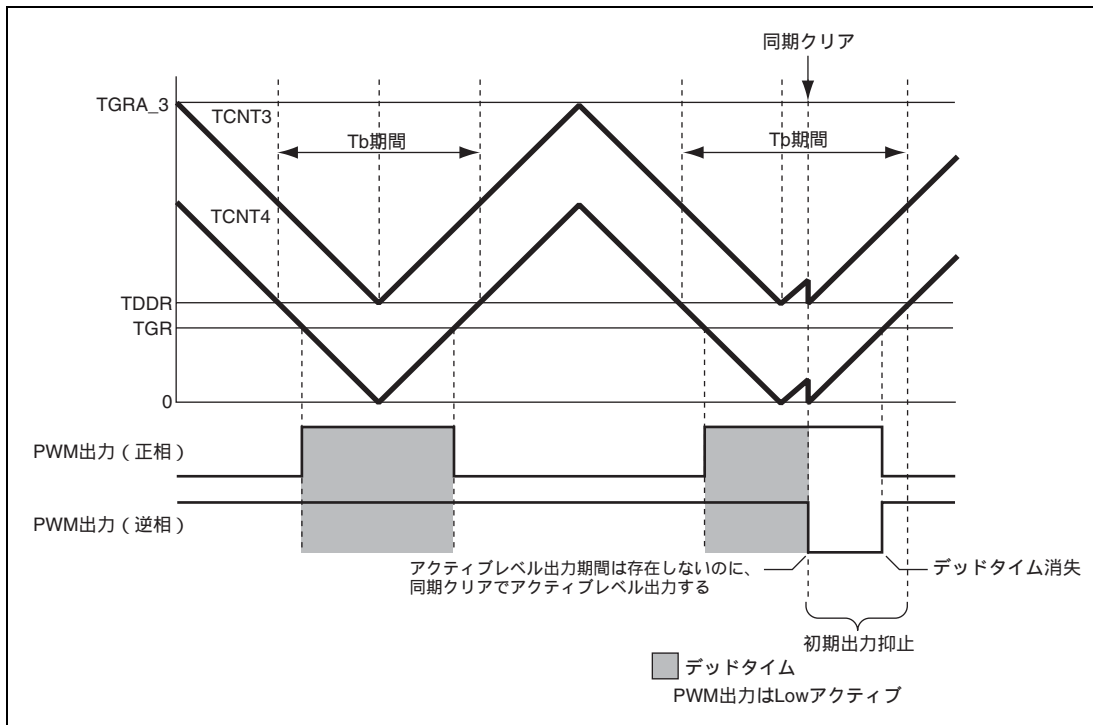 同期クリア
TGRA_3
TCNT3
Tb期間
Tb期間
TCNT4
TDDR
TGR
0
PWM出力（正相）
PWM出力（逆相）
アクティブレベル出力期間は存在しないのに、
同期クリアでアクティブレベル出力する
デッドタイム消失
初期出力抑止
デッドタイム
PWM出力はLowアクティブ